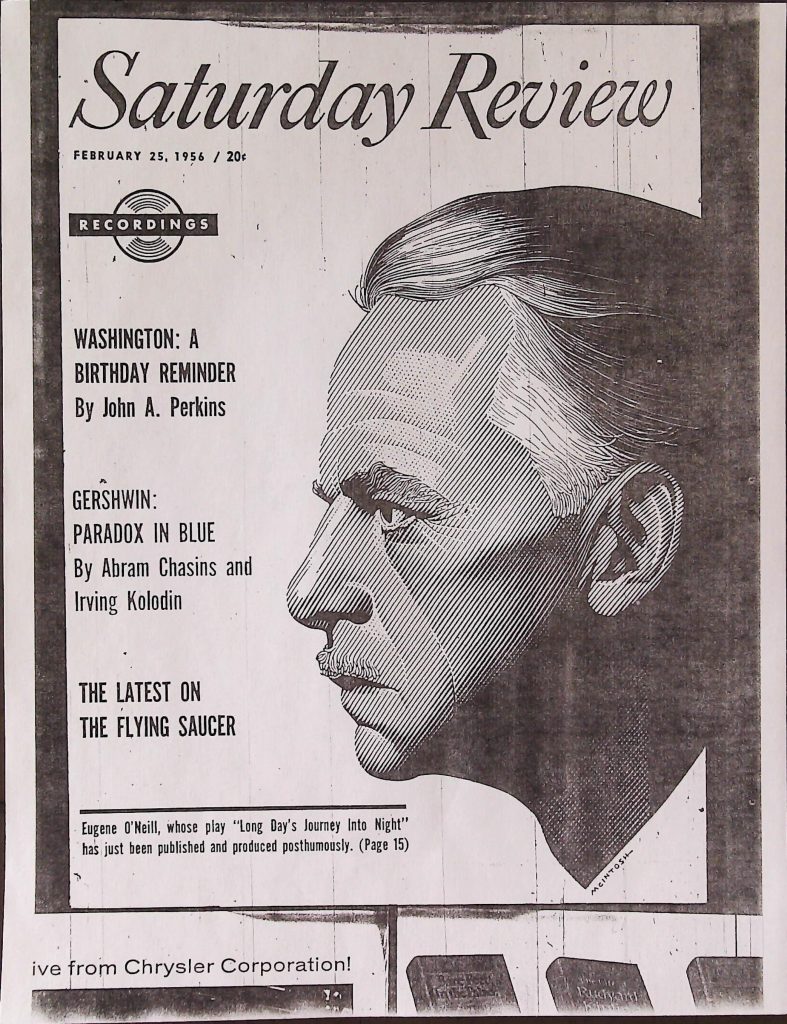 Saturday Review
FEBRUARY 25, 1956 / 20¢
RECORDINGS
WASHINGTON: A
BIRTHDAY REMINDER
By John A. Perkins
GERSHWIN:
PARADOX IN BLUE
By Abram Chasins and
Irving Kolodin
THE LATEST ON
THE FLYING SAUCER
Eugene O'Neill, whose play "Long Day's Journey Into Night"
has just been published and produced posthumously. (Page 15)
MCINTOSH
ive from Chrysler Corporation!
Rudyard